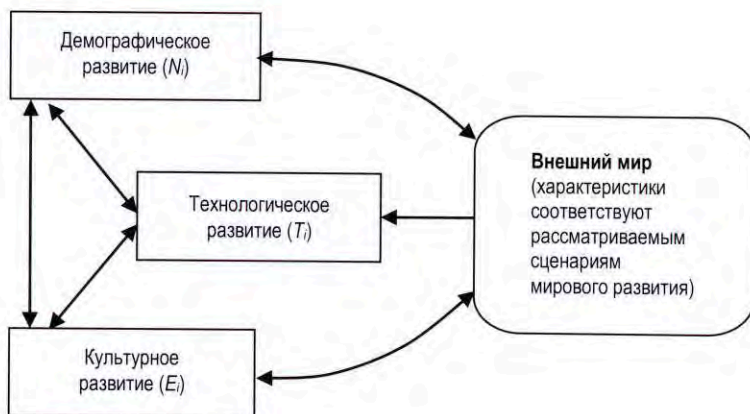 Демографическое
развитие (Ni)
Технологическое
развитие (Ti)
Культурное
развитие (Ei)
Внешний мир
(характеристики
соответствуют
рассматриваемым
сценариям
мирового развития)